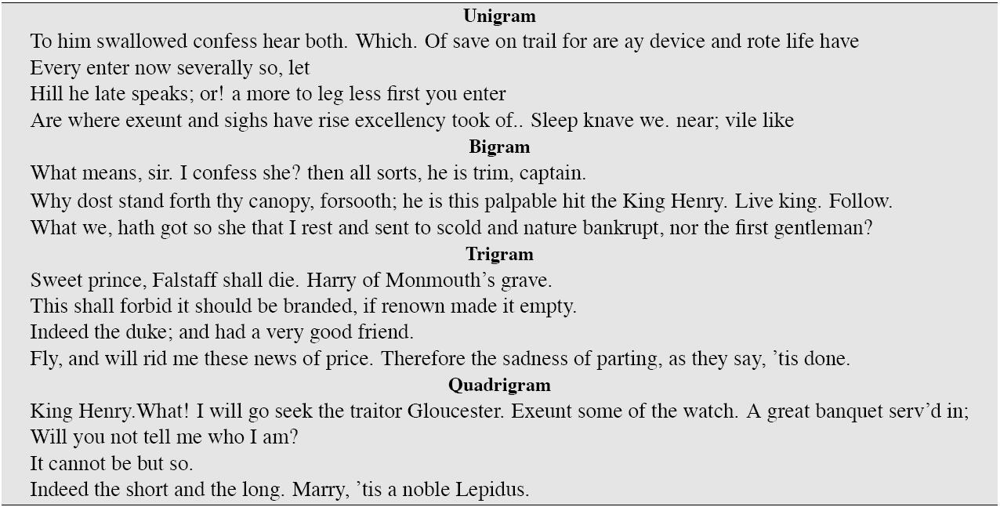 Unigram
To him swallowed confess hear both. Which. Of save on trail for are ay device and rote life have
Every enter now severally so, let
Hill he late speaks; or! a more to leg less first you enter
Are where exeunt and sighs have rise excellency took of.. Sleep knave we. near; vile like
Bigram
What means, sir. I confess she? then all sorts, he is trim, captain.
Why dost stand forth thy canopy, forsooth; he is this palpable hit the King Henry. Live king. Follow.
What we, hath got so she that I rest and sent to scold and nature bankrupt, nor the first gentleman?
Trigram
Sweet prince, Falstaff shall die. Harry of Monmouth’s grave.
This shall forbid it should be branded, if renown made it empty.
Indeed the duke; and had a very good friend.
Fly, and will rid me these news of price. Therefore the sadness of parting, as they say, ’tis done.
Quadrigram
King Henry.What! I will go seek the traitor Gloucester. Exeunt some of the watch. A great banquet serv’d in;
Will you not tell me who I am?
It cannot be but so.
Indeed the short and the long. Marry, ’tis a noble Lepidus.